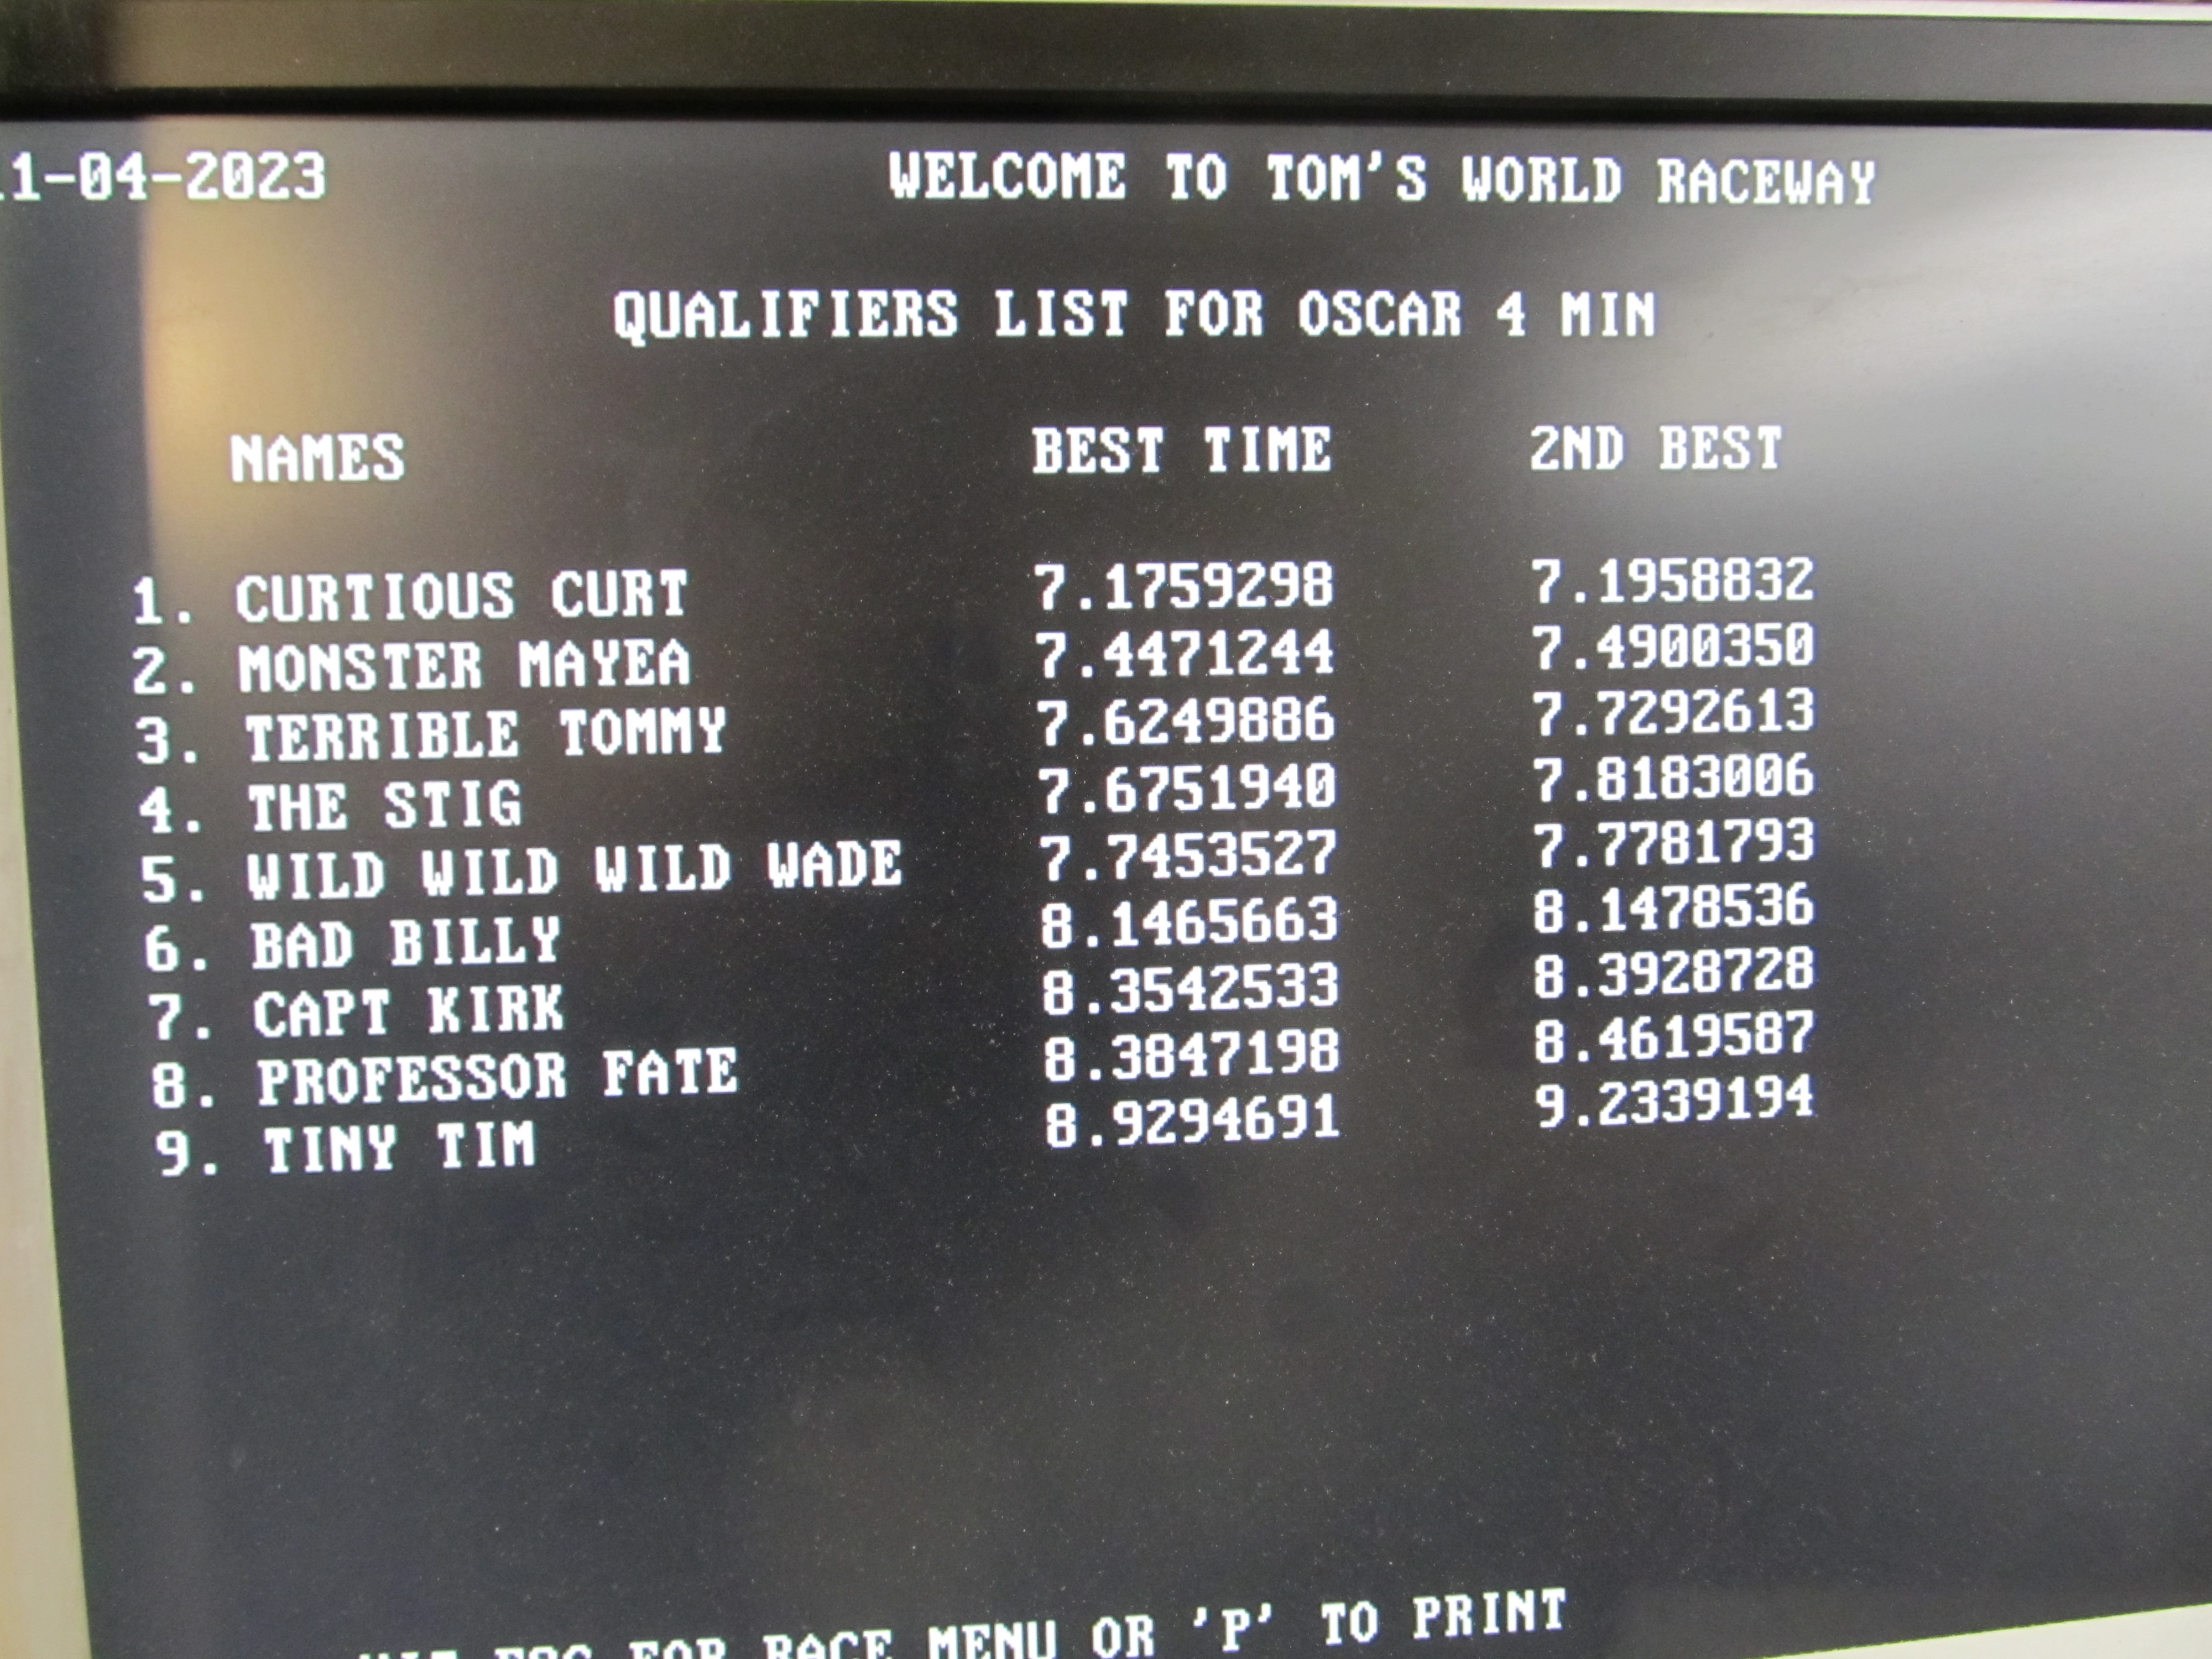 11-04-2023 WELCOME TO TOM'S WORLD RACEWAY
QUALIFIERS LIST FOR OSCAR 4 MIN
NAMES BEST TIME 2ND BEST
1. CURTIOUS CURT 7.1759298 7.1958832
2. MONSTER MAYEA 7.4471244 7.4900350
3. TERRIBLE TOMMY 7.6249886 7.7292613
4. THE STIG 7.6751940 7.8183006
5. WILD WILD WILD WADE 7.7453527 7.7781793
6. BAD BILLY 8.1465663 8.1478536
7. CAPT KIRK 8.3542533 8.3928728
8. PROFESSOR FATE 8.3847198 8.4619587
9. TINY TIM 8.9294691 9.2339194
ESC FOR RACE MENU OR 'P' TO PRINT